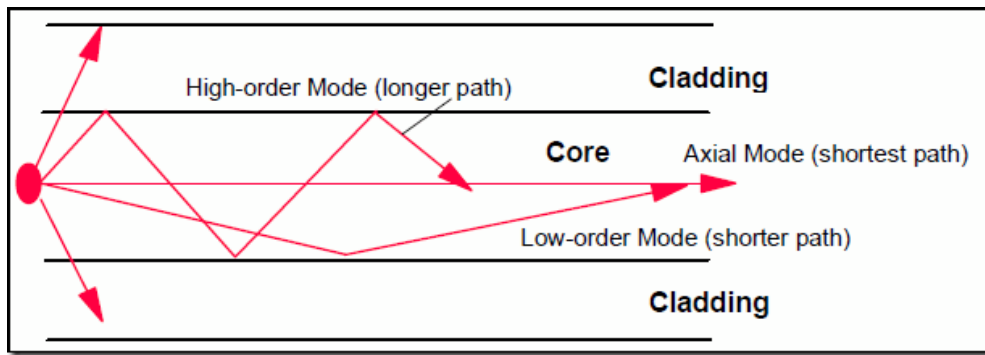 Cladding
High-order Mode (longer path)
Core
Axial Mode (shortest path)
Low-order Mode (shorter path)
Cladding